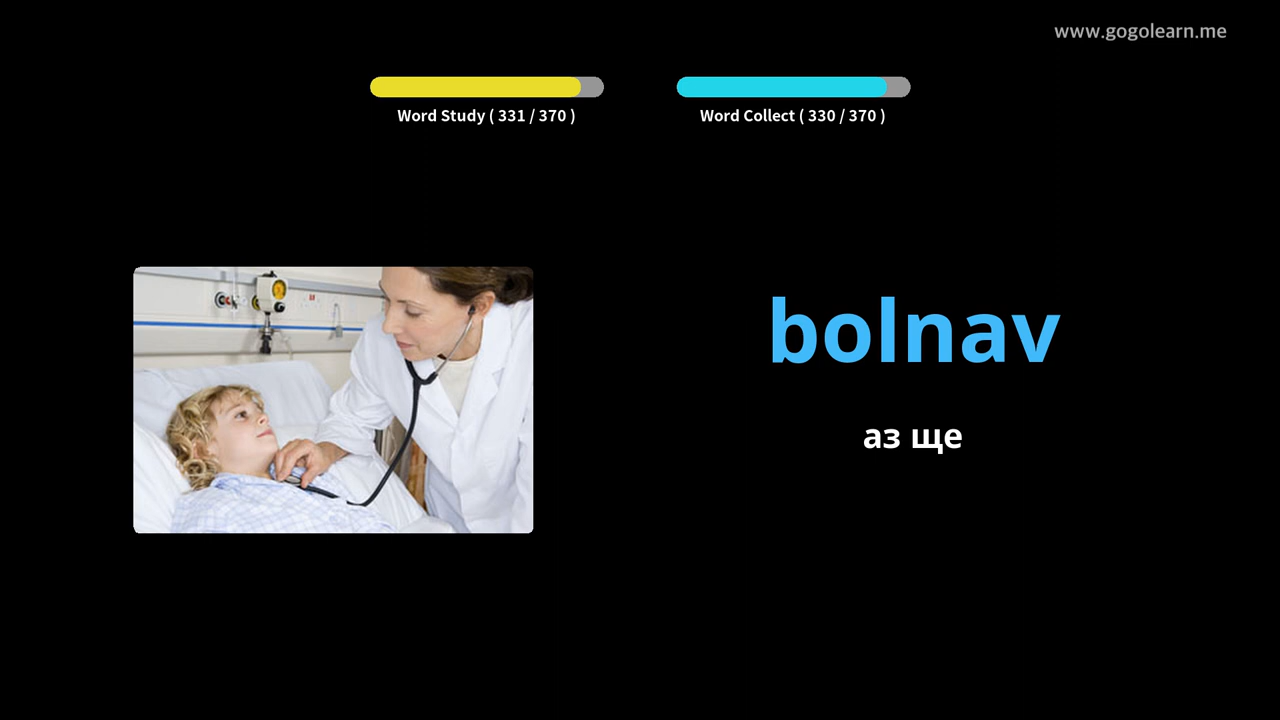 www.gogolearn.me
Word Study ( 331 / 370 )
Word Collect ( 330 / 370 )
bolnav
аз ще